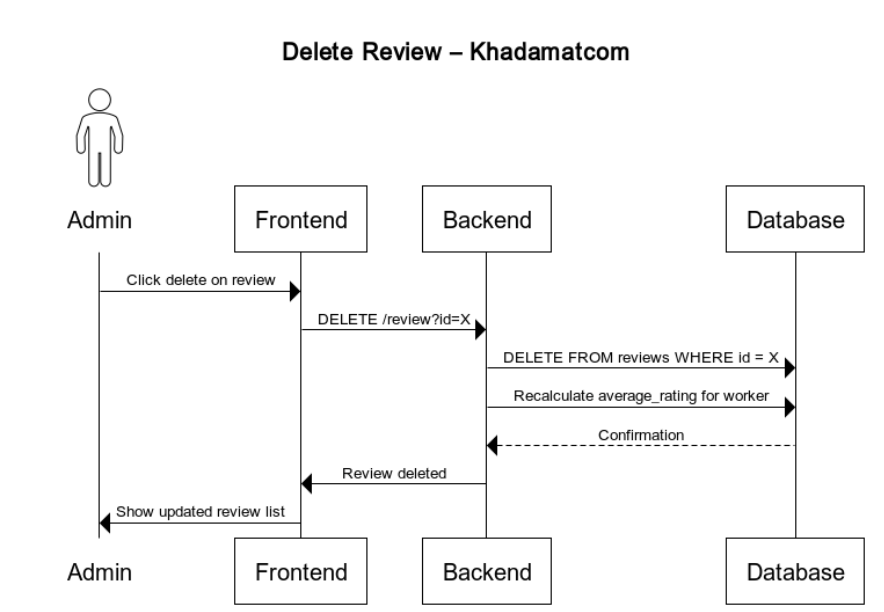 Delete Review – Khadamatcom
Admin
Frontend
Backend
Database
Click delete on review
DELETE /review?id=X
DELETE FROM reviews WHERE id = X
Recalculate average_rating for worker
Confirmation
Review deleted
Show updated review list
Admin
Frontend
Backend
Database